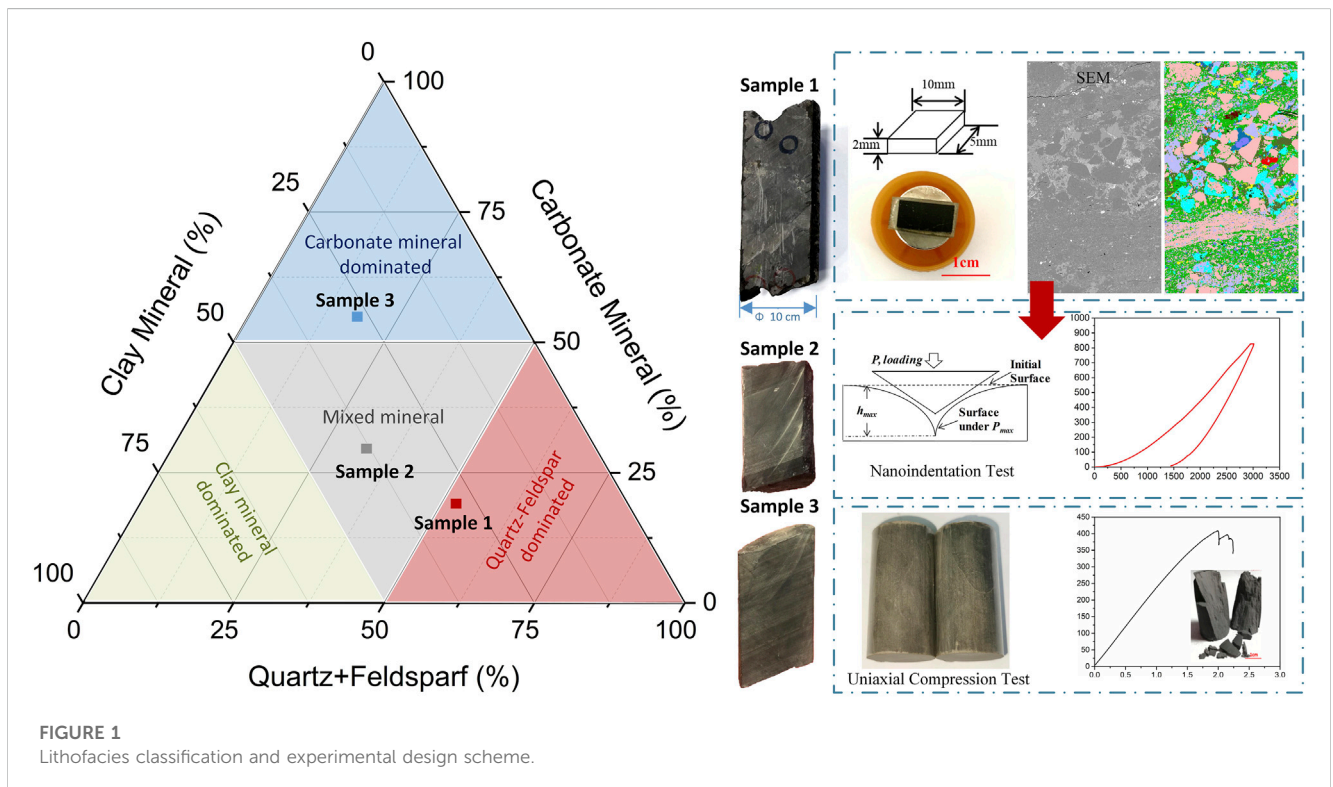 0
100
25
75
Clay Mineral (%)
Carbonate Mineral (%)
Carbonate mineral
dominated
Sample 3
50
50
Mixed mineral
Sample 2
75
25
Clay mineral
dominated
Sample 1
Quartz-Feldspar
dominated
100
0
0
25
50
75
100
Quartz+Feldsparf (%)
Sample 1
Φ 10 cm
Sample 2
Sample 3
10mm
2mm
5mm
1cm
SEM
P, loading
Initial
Surface
hmax
Surface
under Pmax
Nanoindentation Test
1000
900
800
700
600
500
400
300
200
100
0
0 500 1000 1500 2000 2500 3000 3500
Uniaxial Compression Test
450
400
350
300
250
200
150
100
50
0
0.0 0.5 1.0 1.5 2.0 2.5 3.0
FIGURE 1
Lithofacies classification and experimental design scheme.